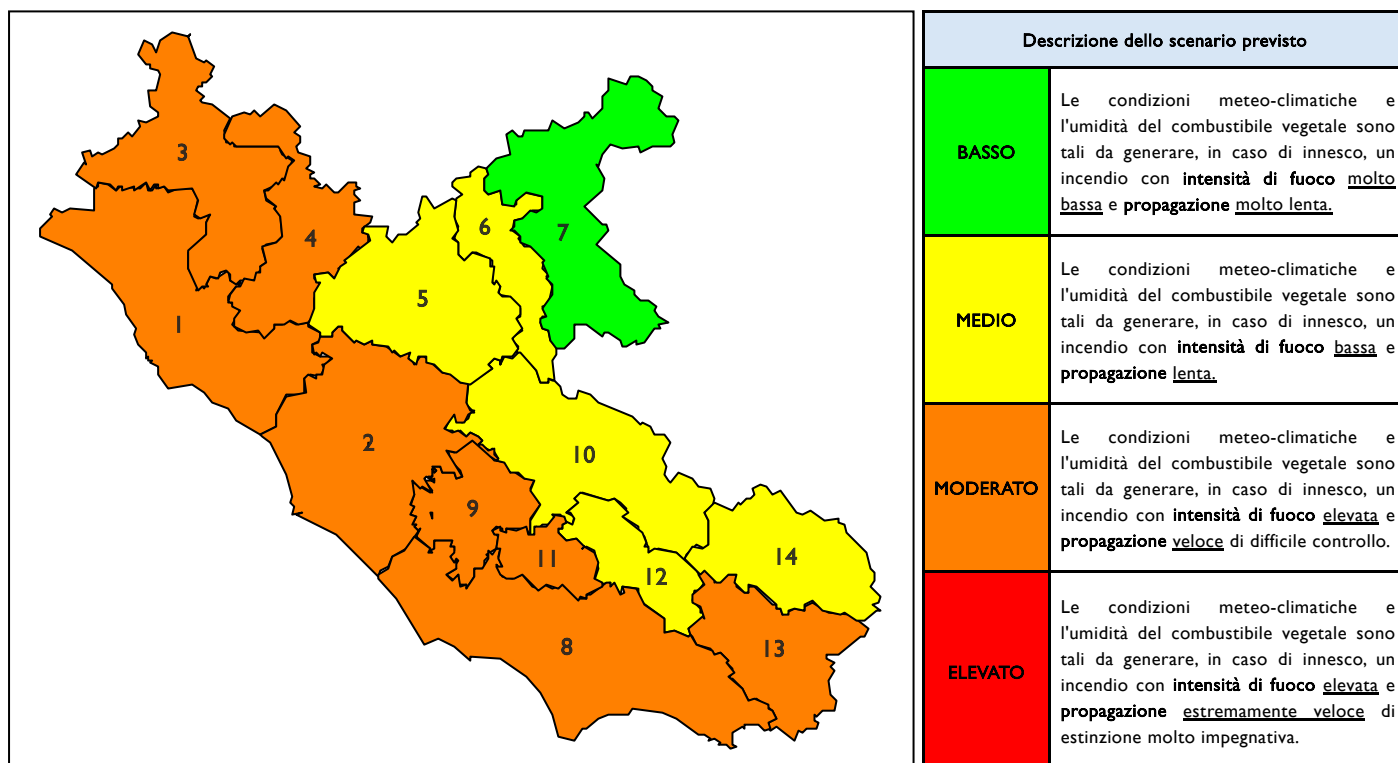 3
4
7
6
5
1
2
10
9
11
14
12
8
13
Descrizione dello scenario previsto
BASSO
Le condizioni meteo-climatiche e
l'umidità del combustibile vegetale sono
tali da generare, in caso di innesco, un
incendio con intensità di fuoco molto
bassa e propagazione molto lenta.
MEDIO
Le condizioni meteo-climatiche e
l'umidità del combustibile vegetale sono
tali da generare, in caso di innesco, un
incendio con intensità di fuoco bassa e
propagazione lenta.
MODERATO
Le condizioni meteo-climatiche e
l'umidità del combustibile vegetale sono
tali da generare, in caso di innesco, un
incendio con intensità di fuoco elevata e
propagazione veloce di difficile controllo.
ELEVATO
Le condizioni meteo-climatiche e
l'umidità del combustibile vegetale sono
tali da generare, in caso di innesco, un
incendio con intensità di fuoco elevata e
propagazione estremamente veloce di
estinzione molto impegnativa.